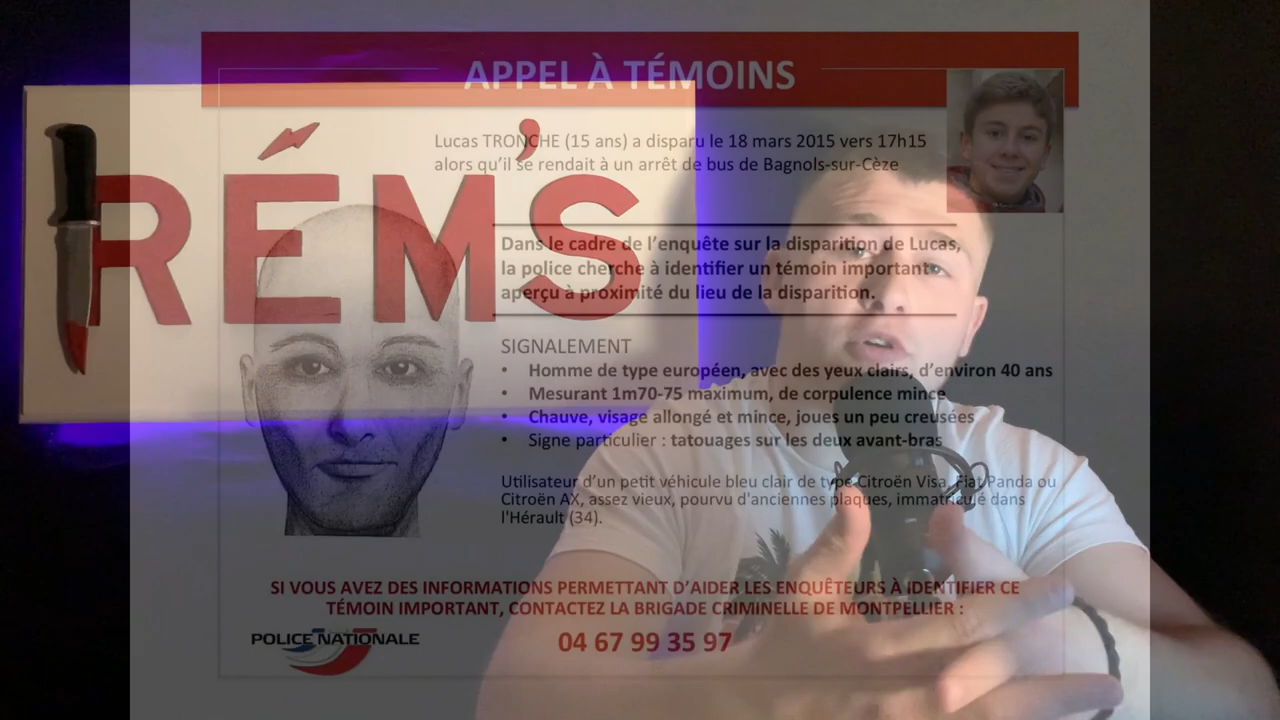 APPEL À TÉMOINS
Lucas TRONCHE (15 ans) a disparu le 18 mars 2015 vers 17h15
alors qu'il se rendait à un arrêt de bus de Bagnols-sur-Cèze
RÉM'S
Dans le cadre de l'enquête sur la disparition de Lucas,
la police cherche à identifier un témoin important
aperçu à proximité du lieu de la disparition.
SIGNALEMENT
• Homme de type européen, avec des yeux clairs, d'environ 40 ans
• Mesurant 1m70-75 maximum, de corpulence mince
• Chauve, visage allongé et mince, joues un peu creusées
• Signe particulier : tatouages sur les deux avant-bras
Utilisateur d'un petit véhicule bleu clair de type Citroën Visa, Fiat Panda ou
Citroën AX, assez vieux, pourvu d'anciennes plaques, immatriculé dans
l'Hérault (34).
SI VOUS AVEZ DES INFORMATIONS PERMETTANT D'AIDER LES ENQUÊTEURS À IDENTIFIER CE
TÉMOIN IMPORTANT, CONTACTEZ LA BRIGADE CRIMINELLE DE MONTPELLIER :
POLICE NATIONALE
04 67 99 35 97